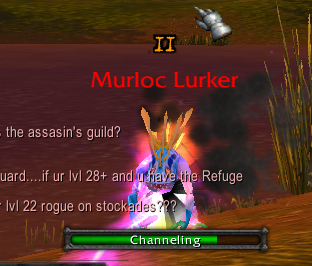 II
Murloc Lurker
the assasin's guild?
uard....if ur lvl 28+ and u have the Refuge
lvl 22 rogue on stockades???
Channeling